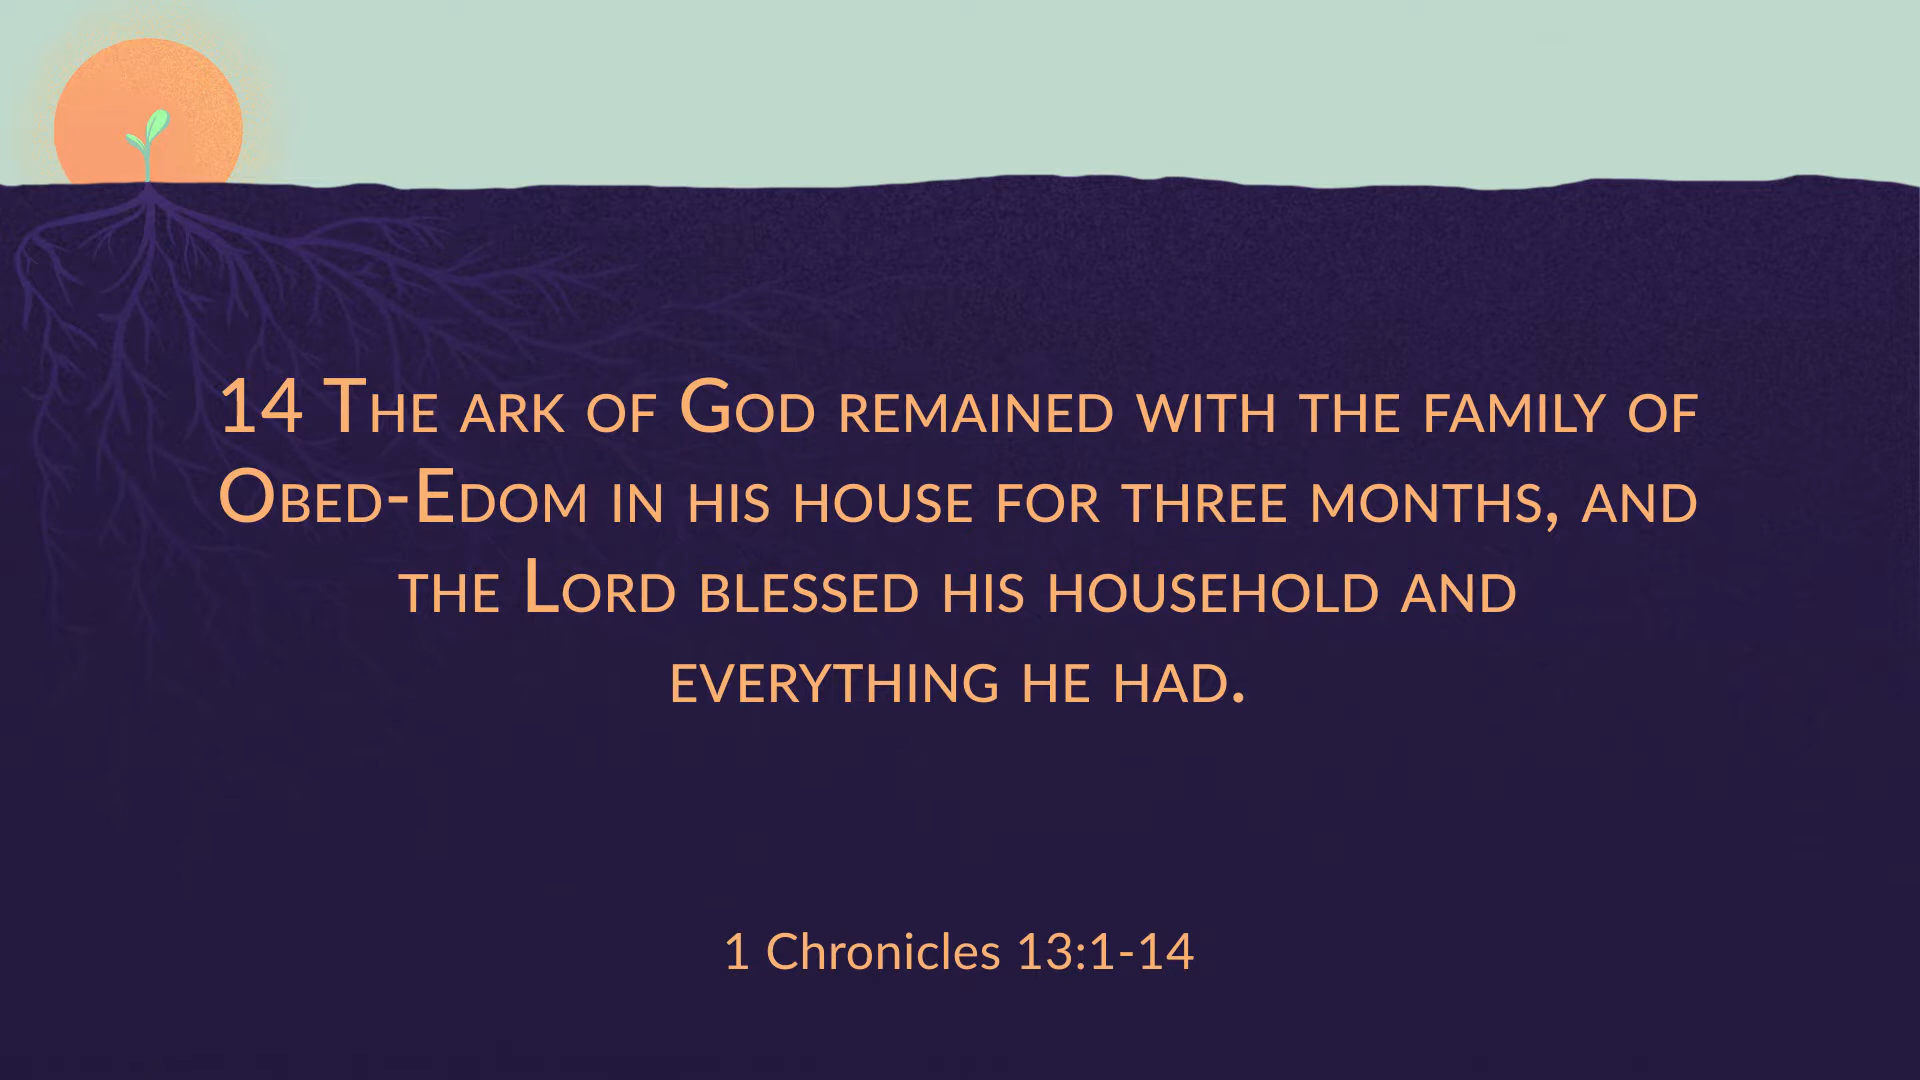 14 The ark of God remained with the family of
Obed-Edom in his house for three months, and
the Lord blessed his household and
everything he had.
1 Chronicles 13:1-14